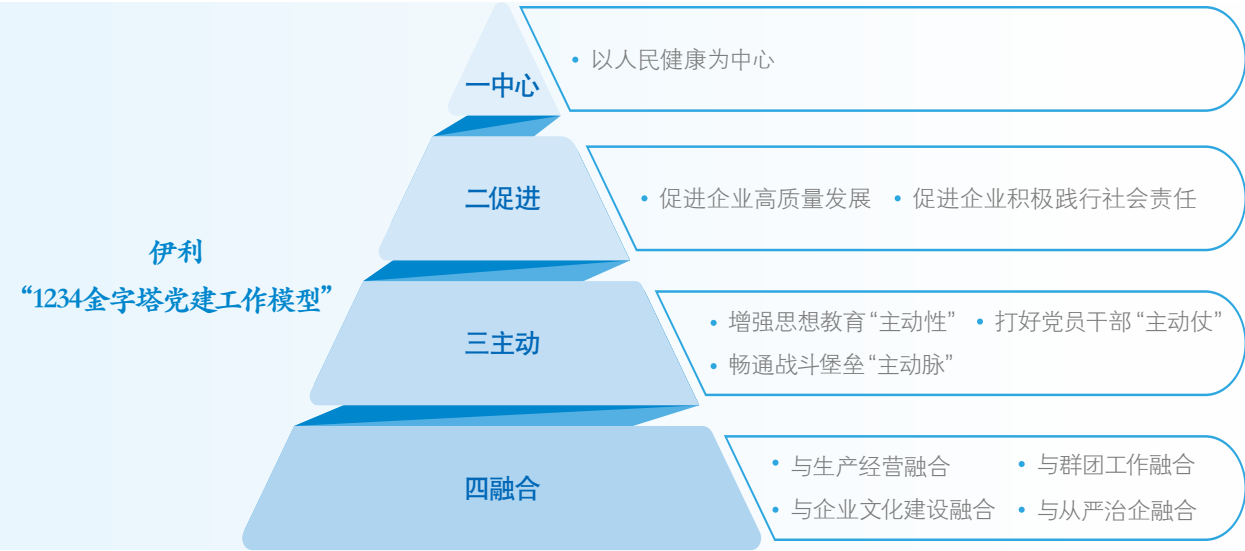 一中心
• 以人民健康为中心
二促进
• 促进企业高质量发展 • 促进企业积极践行社会责任
伊利
“1234金字塔党建工作模型”
三主动
• 增强思想教育“主动性” • 打好党员干部“主动仗”
• 畅通战斗堡垒“主动脉”
四融合
• 与生产经营融合 • 与群团工作融合
• 与企业文化建设融合 • 与从严治企融合